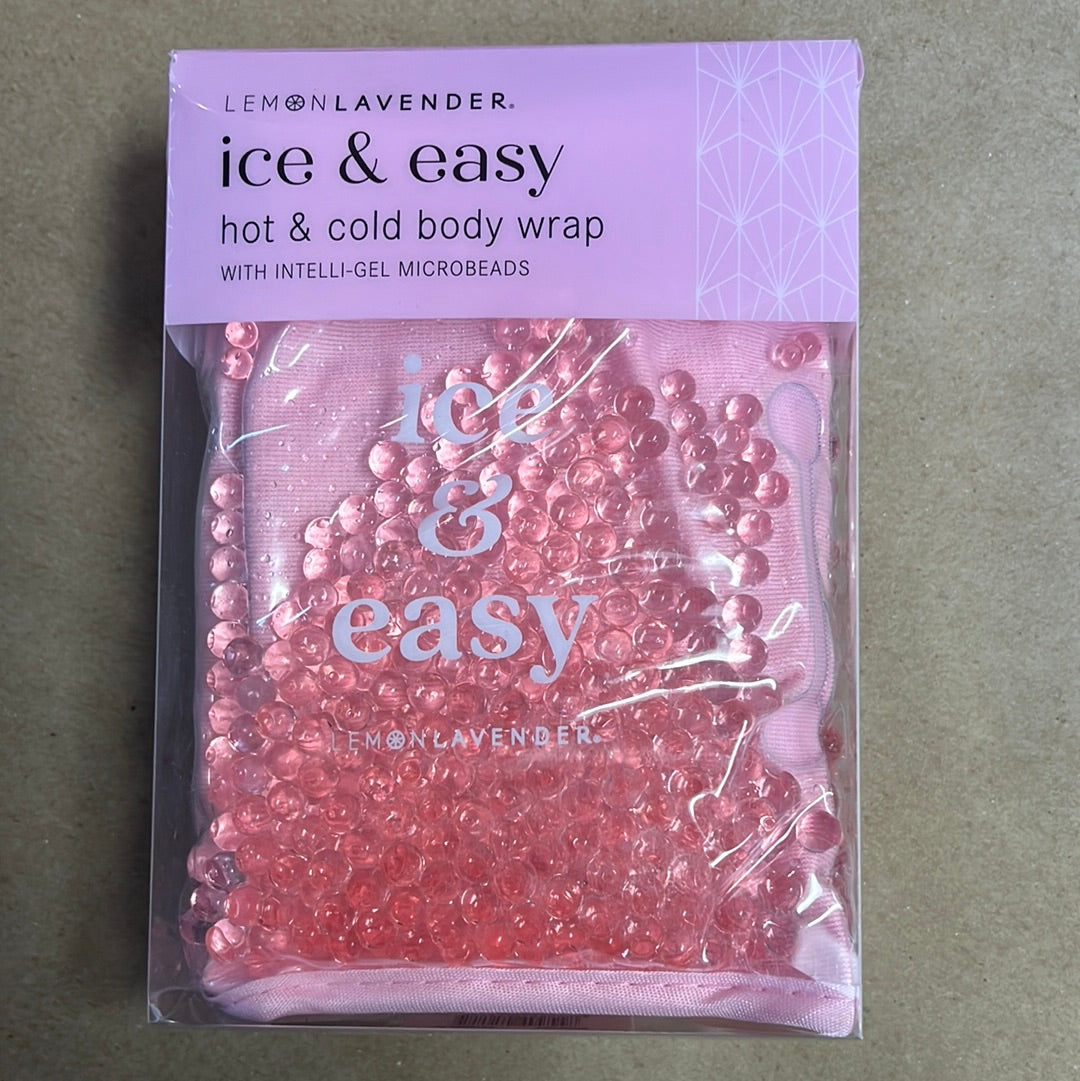 LEMONLAVENDER®
ice & easy
hot & cold body wrap
WITH INTELLI-GEL MICROBEADS
ice
&
easy
LEMONLAVENDER®